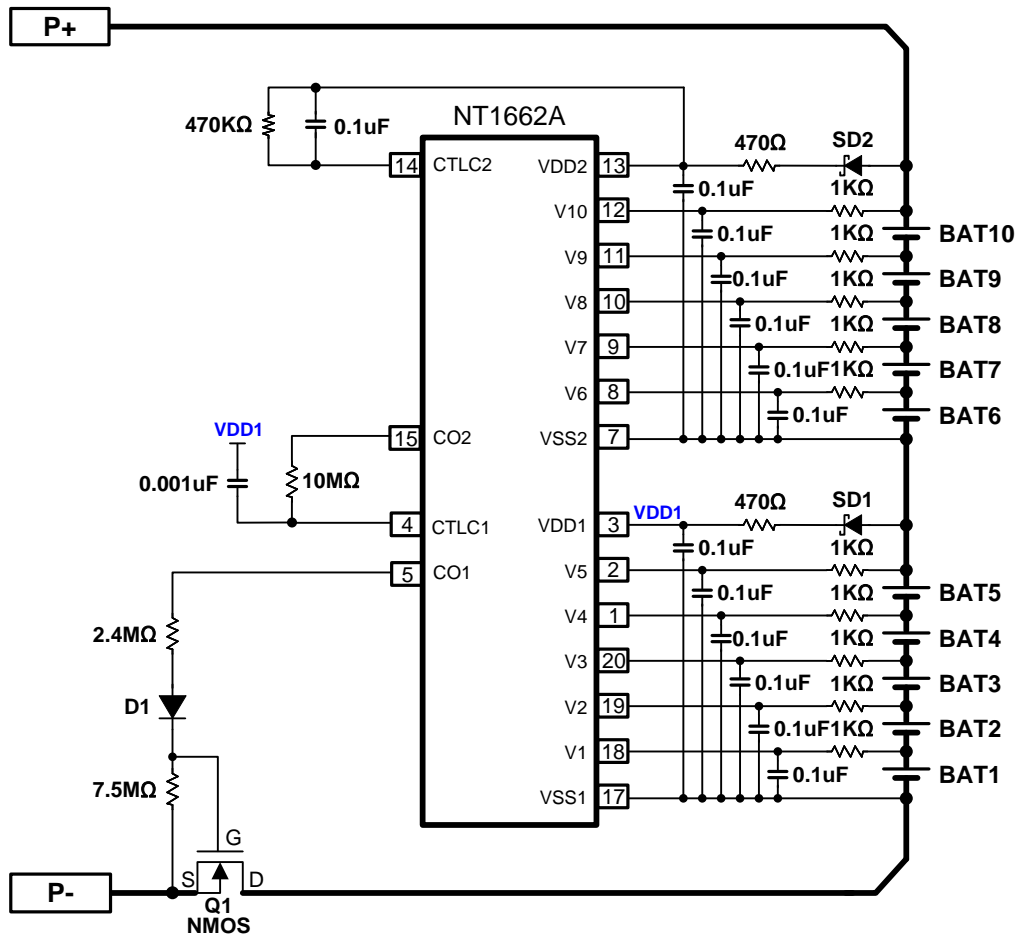 P+
NT1662A
470KΩ
0.1uF
14 CTLC2
VDD2 13
470Ω
SD2
0.1uF
1KΩ
V10 12
0.1uF
1KΩ
BAT10
V9 11
0.1uF
1KΩ
BAT9
V8 10
0.1uF
1KΩ
BAT8
V7 9
0.1uF
1KΩ
BAT7
V6 8
0.1uF
BAT6
VDD1
15 CO2
VSS2 7
0.001uF
10MΩ
4 CTLC1
VDD1 3
VDD1
470Ω
SD1
0.1uF
1KΩ
5 CO1
V5 2
0.1uF
1KΩ
BAT5
V4 1
0.1uF
1KΩ
BAT4
2.4MΩ
V3 20
0.1uF
1KΩ
BAT3
D1
V2 19
0.1uF
1KΩ
BAT2
V1 18
0.1uF
BAT1
7.5MΩ
VSS1 17
G
P-
S
D
Q1
NMOS